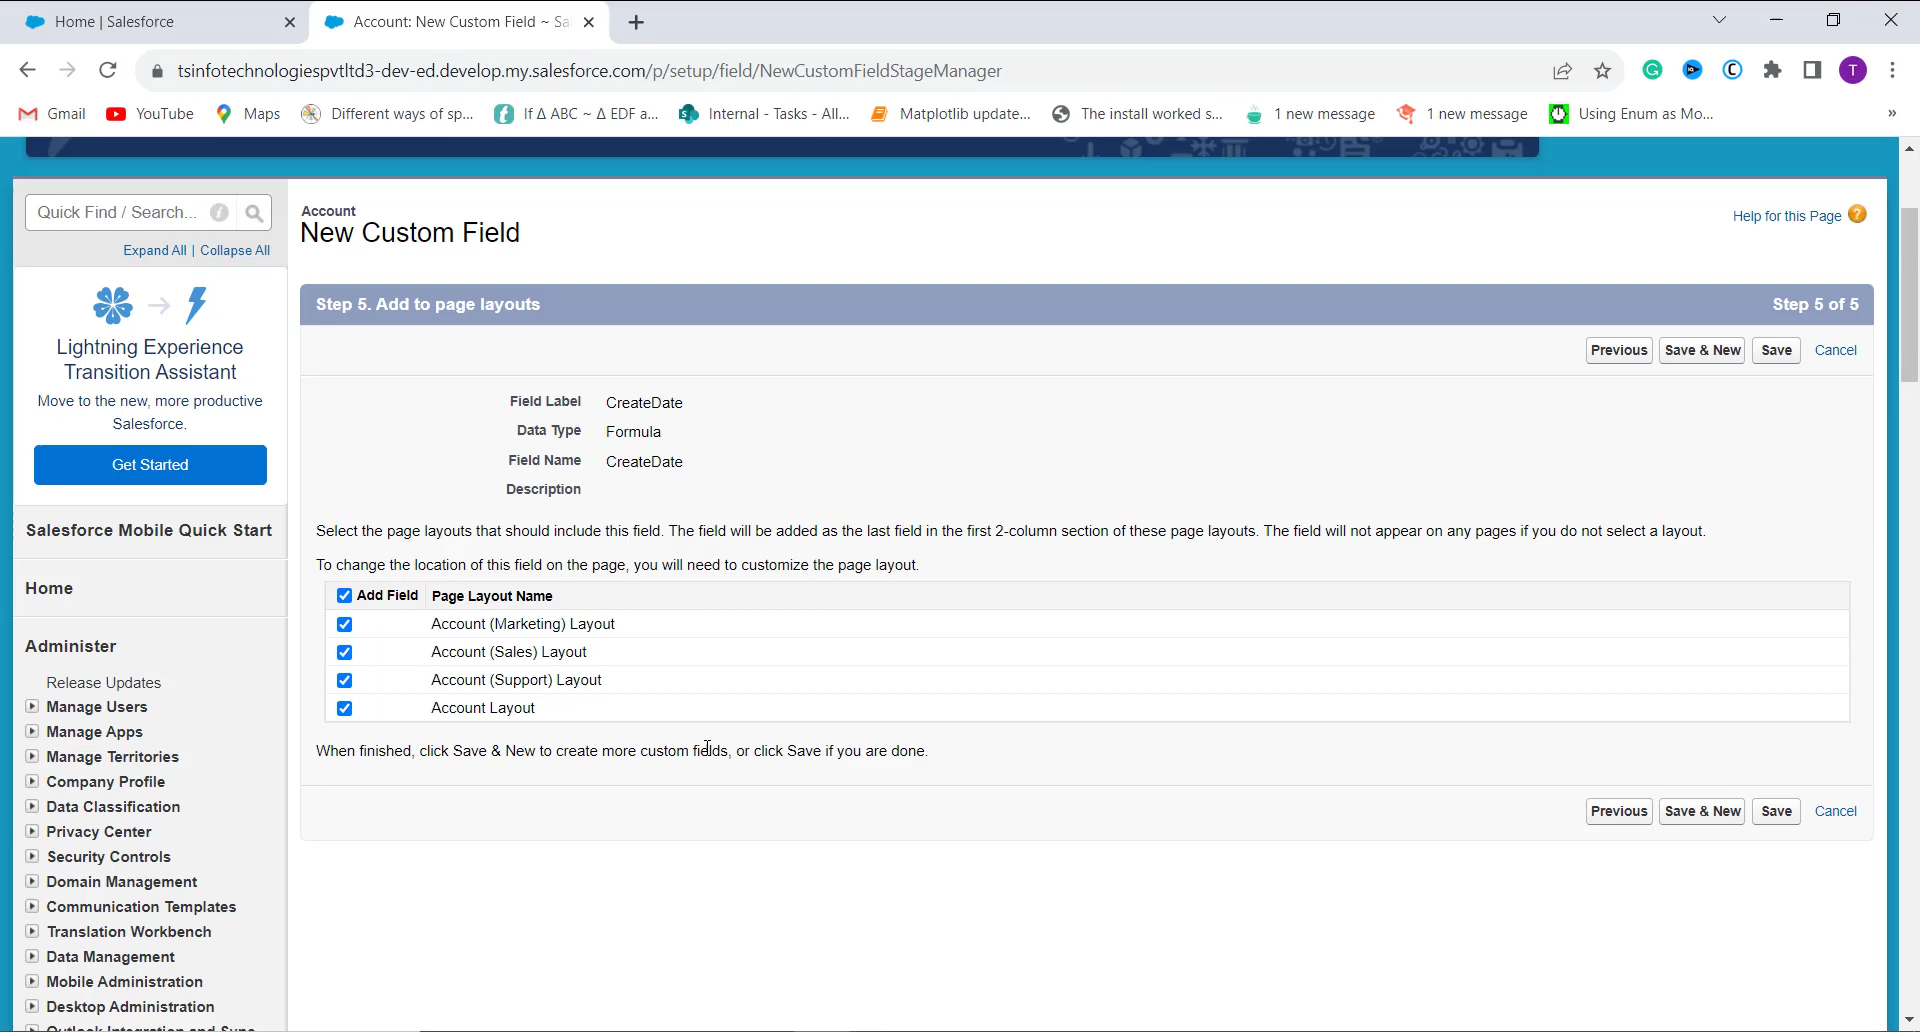 Home | Salesforce
Account: New Custom Field ~ Sa
tsinfotechnologiespvtltd3-dev-ed.develop.my.salesforce.com/p/setup/field/NewCustomFieldStageManager
T
Gmail
YouTube
Maps
Different ways of sp...
If Δ ABC ~ Δ EDF a...
Internal - Tasks - All...
Matplotlib update...
The install worked s...
1 new message
1 new message
Using Enum as Mo...
»
Quick Find / Search...
Expand All | Collapse All
Lightning Experience
Transition Assistant
Move to the new, more productive
Salesforce.
Get Started
Salesforce Mobile Quick Start
Home
Administer
Release Updates
Manage Users
Manage Apps
Manage Territories
Company Profile
Data Classification
Privacy Center
Security Controls
Domain Management
Communication Templates
Translation Workbench
Data Management
Mobile Administration
Desktop Administration
Outlook Integration and Sync
Account
New Custom Field
Help for this Page
Step 5. Add to page layouts
Step 5 of 5
Previous Save & New Save Cancel
Field Label CreateDate
Data Type Formula
Field Name CreateDate
Description
Select the page layouts that should include this field. The field will be added as the last field in the first 2-column section of these page layouts. The field will not appear on any pages if you do not select a layout.
To change the location of this field on the page, you will need to customize the page layout.
Add Field Page Layout Name
Account (Marketing) Layout
Account (Sales) Layout
Account (Support) Layout
Account Layout
When finished, click Save & New to create more custom fields, or click Save if you are done.
Previous Save & New Save Cancel